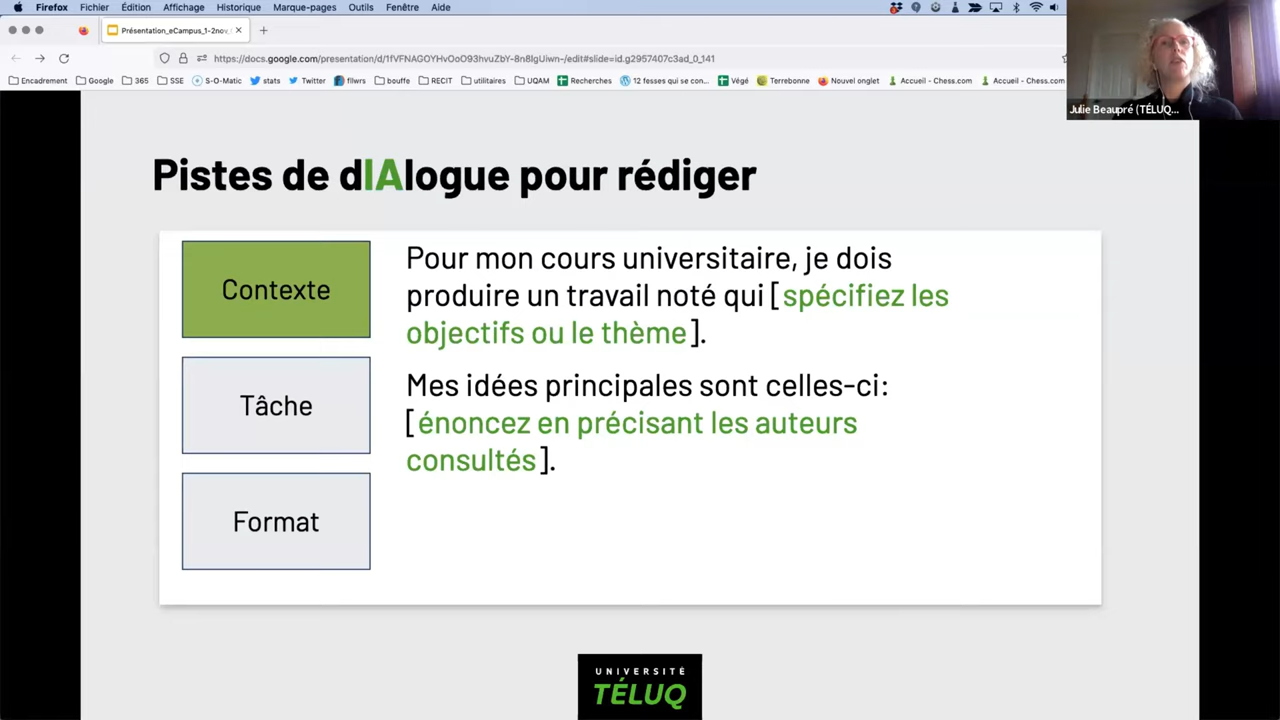 Firefox Fichier Édition Affichage Historique Marque-pages Outils Fenêtre Aide
Présentation_eCampus_1-2nov_
https://docs.google.com/presentation/d/1fVFNAGOYHvOoO93hvuZbY-8n8IgUiwn-/edit#slide=id.g2957407c3ad_0_141
Encadrement Google 365 SSE S-O-Matic stats Twitter fllwrs bouffe RECIT utilitaires UQAM Recherches 12 fesses qui se con... Végé Terrebonne Nouvel onglet Accueil - Chess.com Accueil - Chess.com
Julie Beaupré (TÉLUQ...
Pistes de dIAlogue pour rédiger
Contexte
Pour mon cours universitaire, je dois
produire un travail noté qui [spécifiez les
objectifs ou le thème].
Tâche
Mes idées principales sont celles-ci:
[énoncez en précisant les auteurs
consultés].
Format
UNIVERSITÉ
TÉLUQ